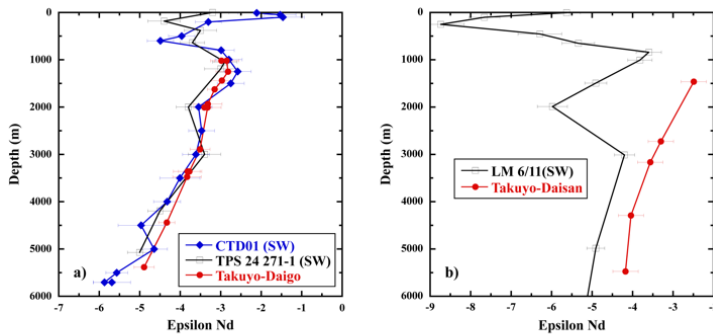 0
1000
2000
3000
4000
5000
6000
Depth (m)
-7 -6 -5 -4 -3 -2 -1 0
Epsilon Nd
a)
CTD01 (SW)
TPS 24 271-1 (SW)
Takuyo-Daigo
0
1000
2000
3000
4000
5000
6000
Depth (m)
-9 -8 -7 -6 -5 -4 -3 -2 -1
Epsilon Nd
b)
LM 6/11(SW)
Takuyo-Daisan